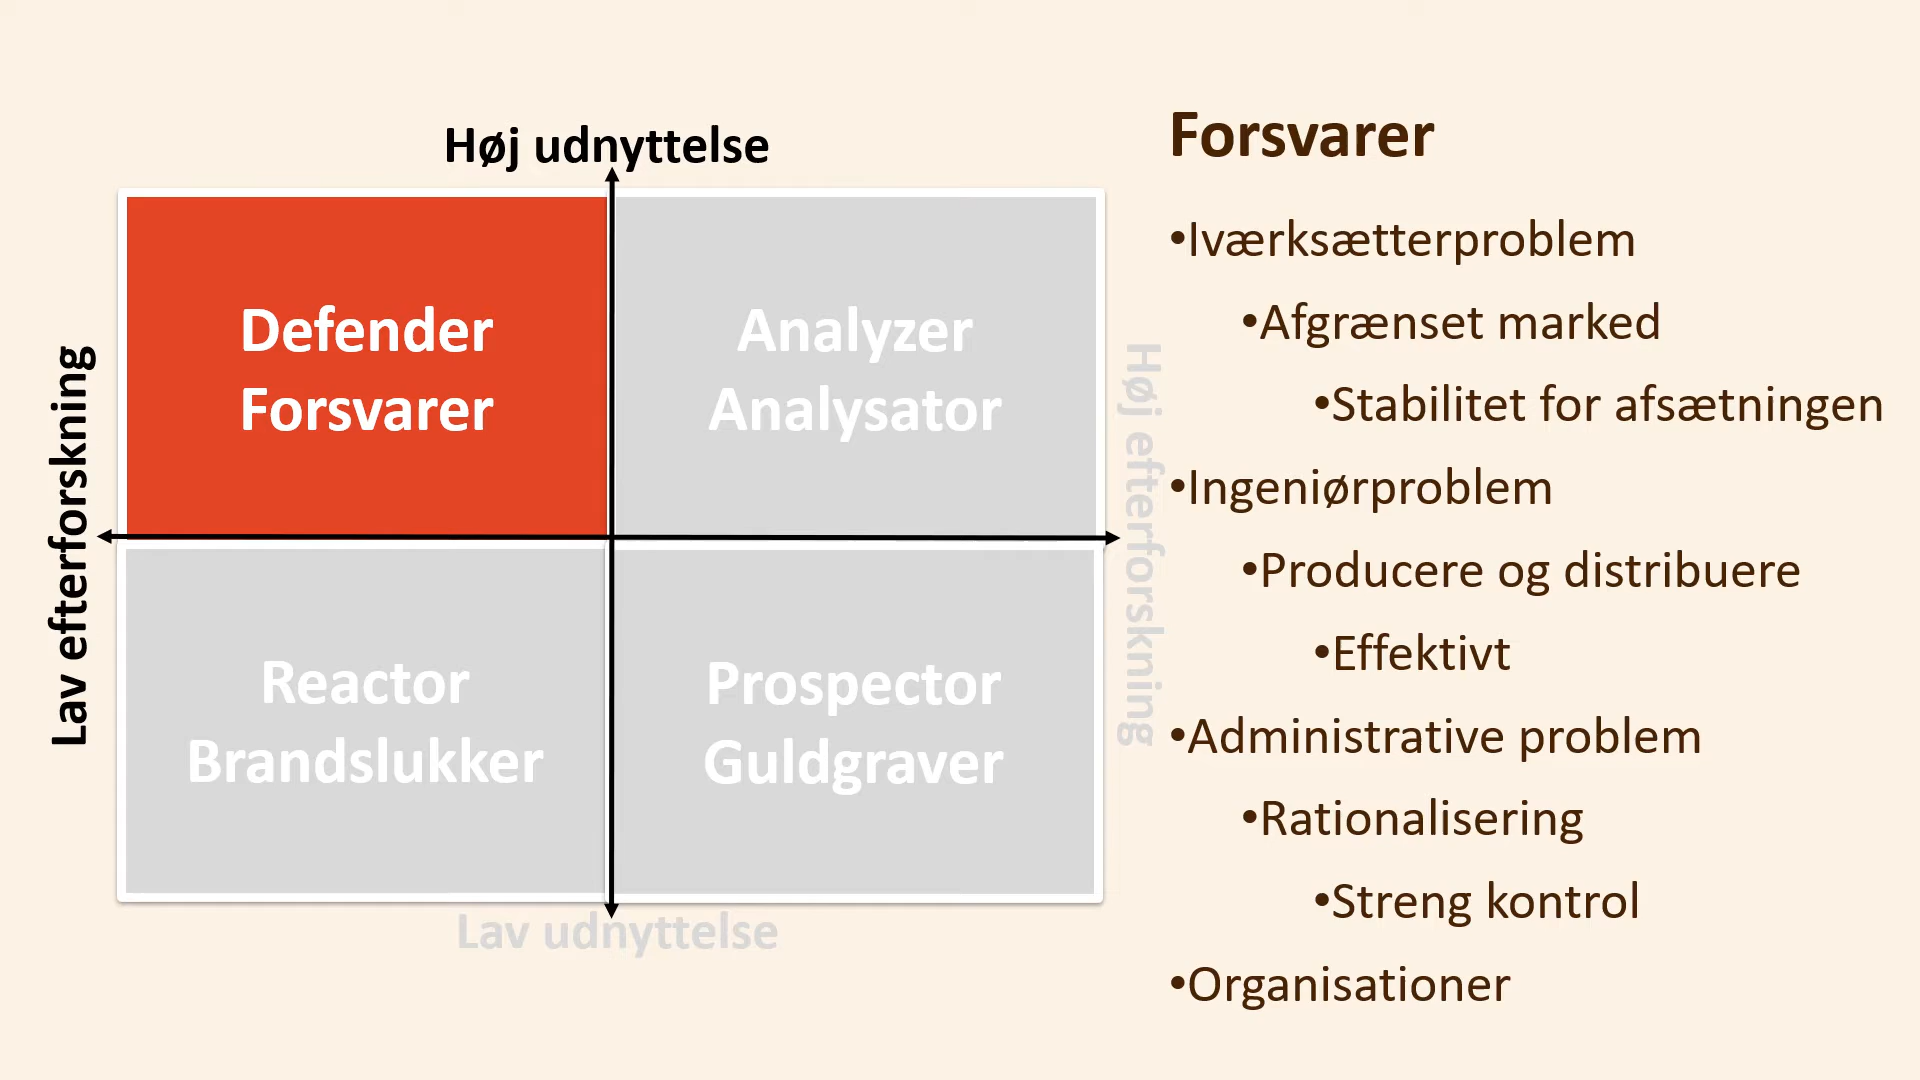 Høj udnyttelse
Defender
Forsvarer
Analyzer
Analysator
Lav efterforskning
Høj efterforskning
Reactor
Brandslukker
Prospector
Guldgraver
Lav udnyttelse
Forsvarer
•Iværksætterproblem
•Afgrænset marked
•Stabilitet for afsætningen
•Ingeniørproblem
•Producere og distribuere
•Effektivt
•Administrative problem
•Rationalisering
•Streng kontrol
•Organisationer